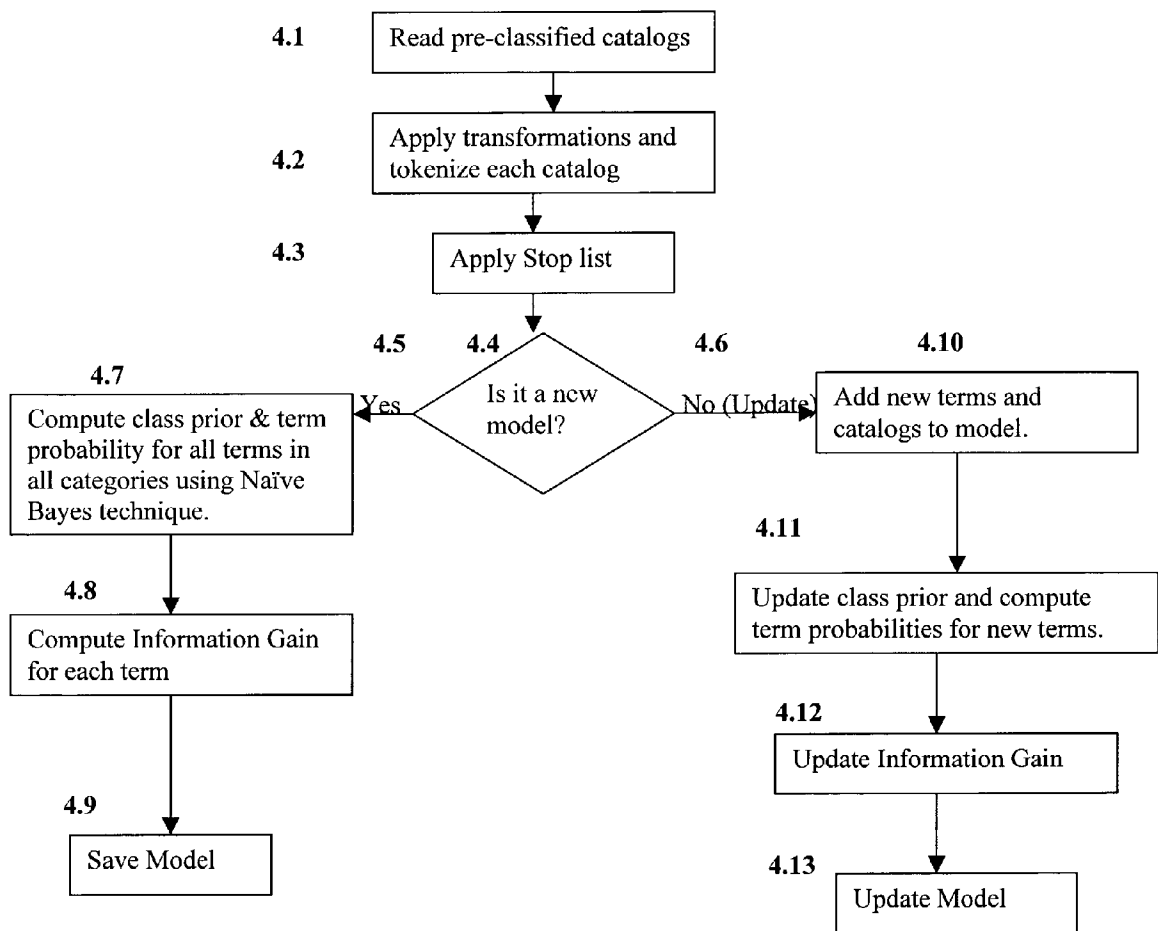 4.1
Read pre-classified catalogs
4.2
Apply transformations and
tokenize each catalog
4.3
Apply Stop list
4.4
Is it a new
model?
4.5
Yes
4.6
No (Update)
4.7
Compute class prior & term
probability for all terms in
all categories using Naïve
Bayes technique.
4.8
Compute Information Gain
for each term
4.9
Save Model
4.10
Add new terms and
catalogs to model.
4.11
Update class prior and compute
term probabilities for new terms.
4.12
Update Information Gain
4.13
Update Model